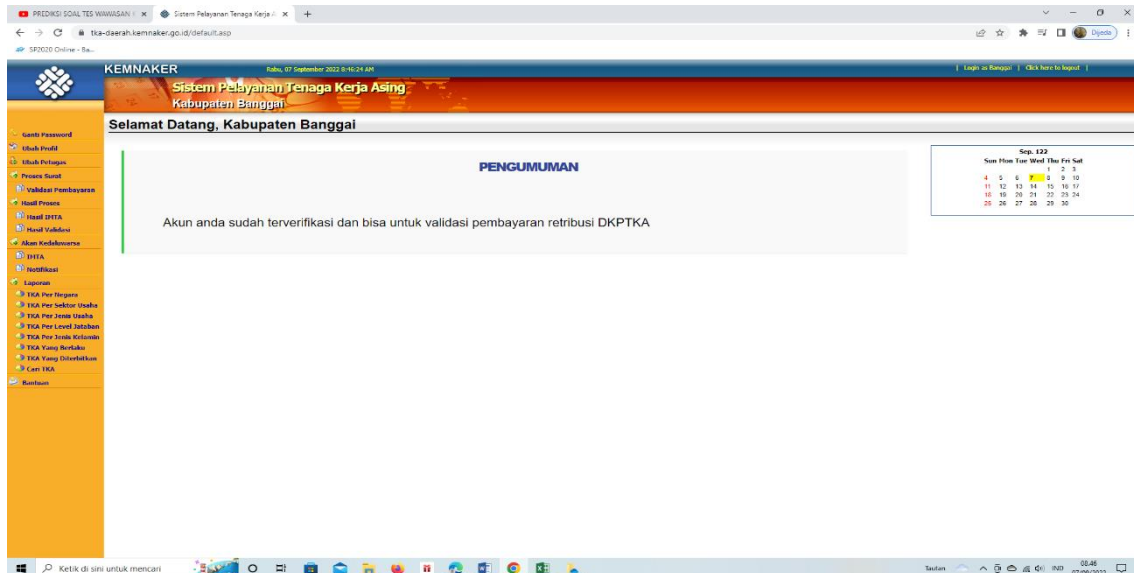 PREDIKSI SOAL TES WAWASAN
Sistem Pelayanan Tenaga Kerja A
tka-daerah.kemnaker.go.id/default.asp
Dijeda
SP2020 Online - Ba...
KEMNAKER
Rabu, 07 September 2022 8:46:24 AM
| Login as Banggai | Click here to logout |
Sistem Pelayanan Tenaga Kerja Asing
Kabupaten Banggai
Selamat Datang, Kabupaten Banggai
Ganti Password
Ubah Profil
Ubah Petugas
Proses Surat
Validasi Pembayaran
Hasil Proses
Hasil IMTA
Hasil Validasi
Akan Kedaluwarsa
IMTA
Notifikasi
Laporan
TKA Per Negara
TKA Per Sektor Usaha
TKA Per Jenis Usaha
TKA Per Level Jabatan
TKA Per Jenis Kelamin
TKA Yang Berlaku
TKA Yang Diterbitkan
Cari TKA
Bantuan
PENGUMUMAN
Akun anda sudah terverifikasi dan bisa untuk validasi pembayaran retribusi DKPTKA
Sep. 122
Sun Mon Tue Wed Thu Fri Sat
1 2 3
4 5 6 7 8 9 10
11 12 13 14 15 16 17
18 19 20 21 22 23 24
25 26 27 28 29 30
Ketik di sini untuk mencari
Tautan
IND
08.46
07/09/2022